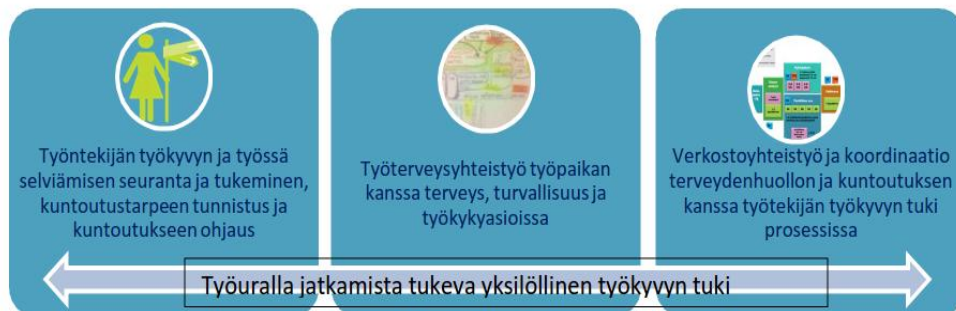 Työntekijän työkyvyn ja työssä
selviämisen seuranta ja tukeminen,
kuntoutustarpeen tunnistus ja
kuntoutukseen ohjaus
Työterveysyhteistyö työpaikan
kanssa terveys, turvallisuus ja
työkykyasioissa
Verkostoyhteistyö ja koordinaatio
terveydenhuollon ja kuntoutuksen
kanssa työtekijän työkyvyn tuki
prosessissa
Työuralla jatkamista tukeva yksilöllinen työkyvyn tuki